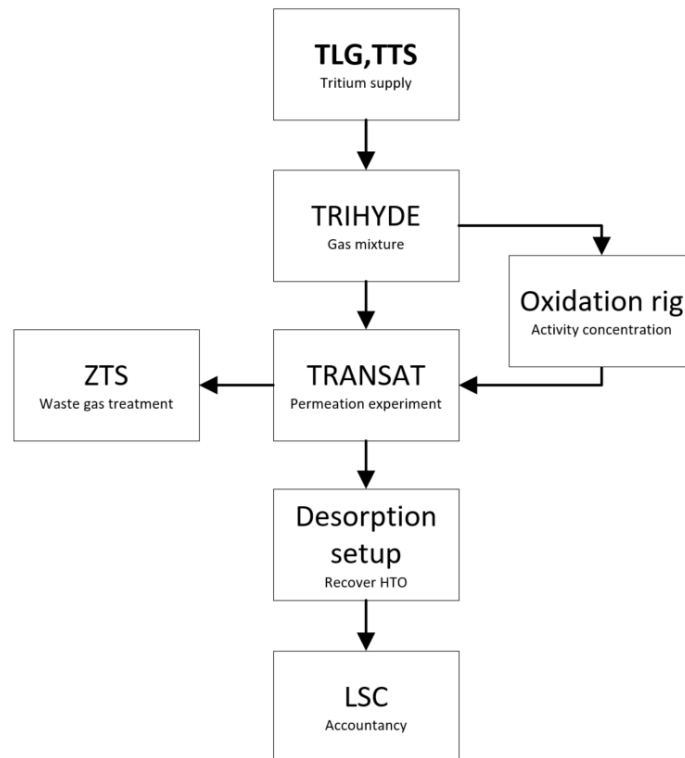 TLG,TTS
Tritium supply
TRIHYDE
Gas mixture
Oxidation rig
Activity concentration
ZTS
Waste gas treatment
TRANSAT
Permeation experiment
Desorption
setup
Recover HTO
LSC
Accountancy